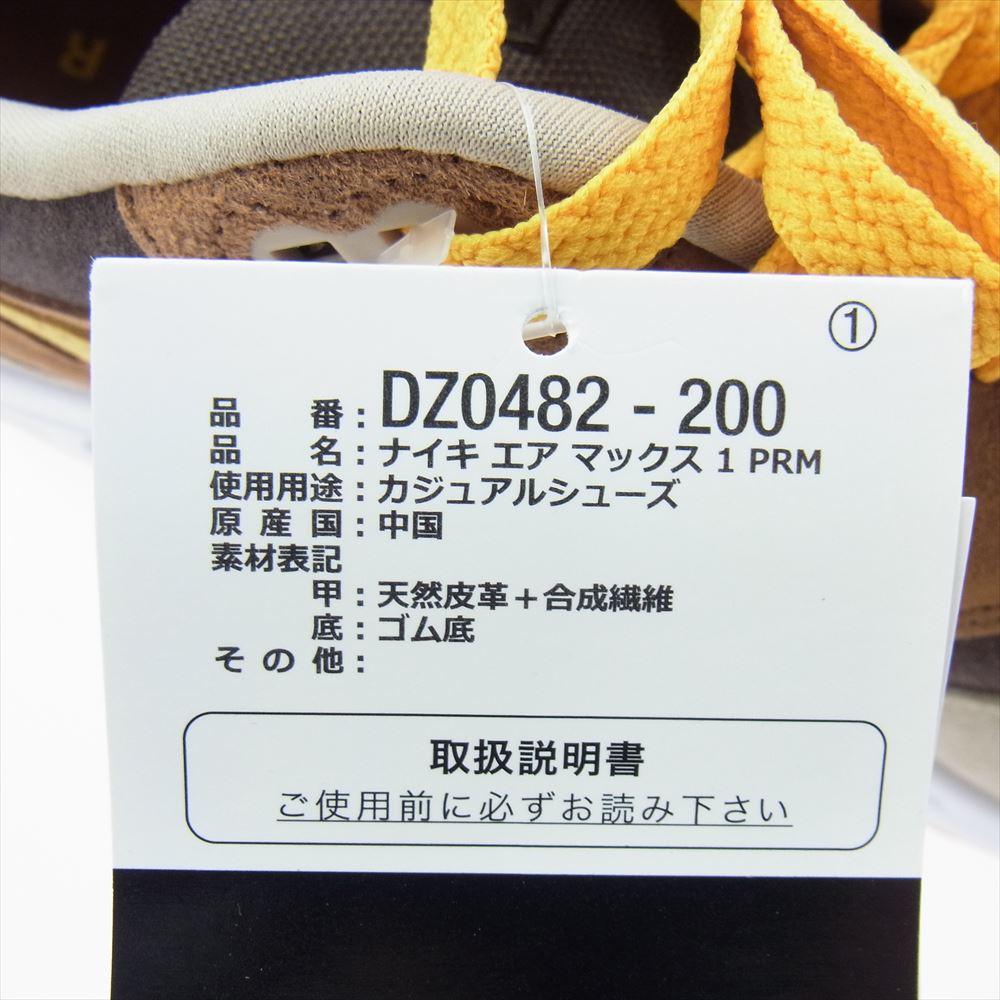 R
①
品番：DZ0482 - 200
品名：ナイキ エア マックス 1 PRM
使用用途：カジュアルシューズ
原産国：中国
素材表記
甲：天然皮革＋合成繊維
底：ゴム底
その他：
取扱説明書
ご使用前に必ずお読み下さい